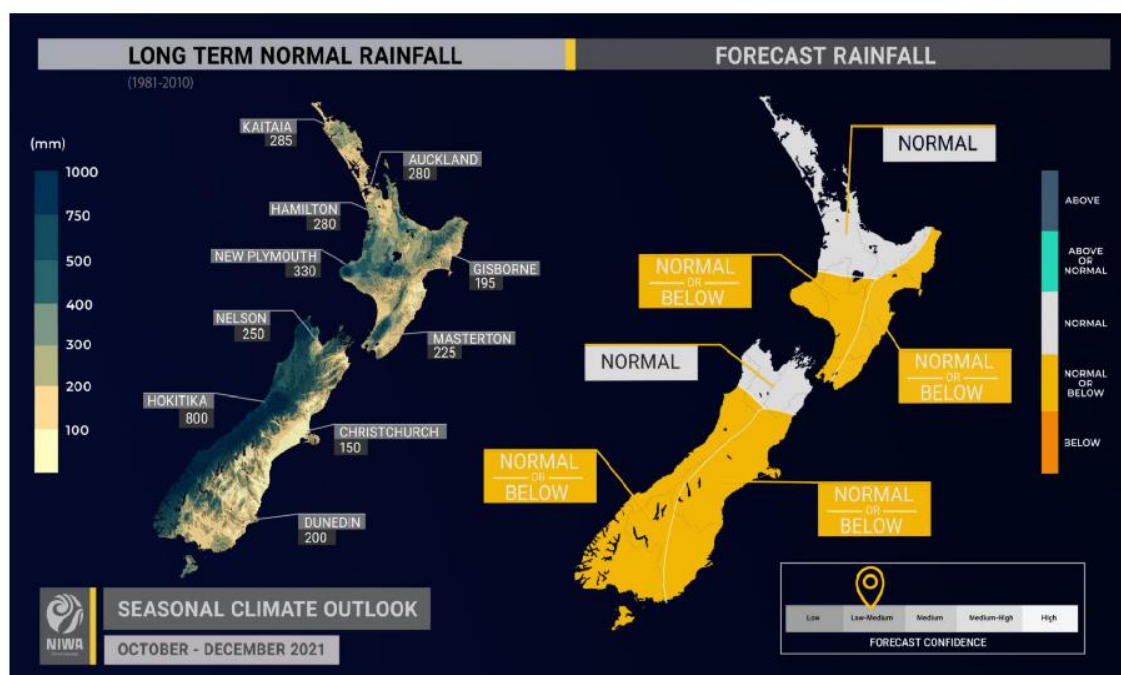 LONG TERM NORMAL RAINFALL
(1981-2010)
(mm)
1000
750
500
400
300
200
100
KAITAIA
285
AUCKLAND
280
HAMILTON
280
NEW PLYMOUTH
330
GISBORNE
195
NELSON
250
MASTERTON
225
HOKITIKA
800
CHRISTCHURCH
150
DUNEDIN
200
FORECAST RAINFALL
NORMAL
NORMAL
OR
BELOW
NORMAL
OR
BELOW
NORMAL
NORMAL
OR
BELOW
NORMAL
OR
BELOW
ABOVE
ABOVE
OR
NORMAL
NORMAL
NORMAL
OR
BELOW
BELOW
NIWA
SEASONAL CLIMATE OUTLOOK
OCTOBER - DECEMBER 2021
Low
Low-Medium
Medium
Medium-High
High
FORECAST CONFIDENCE